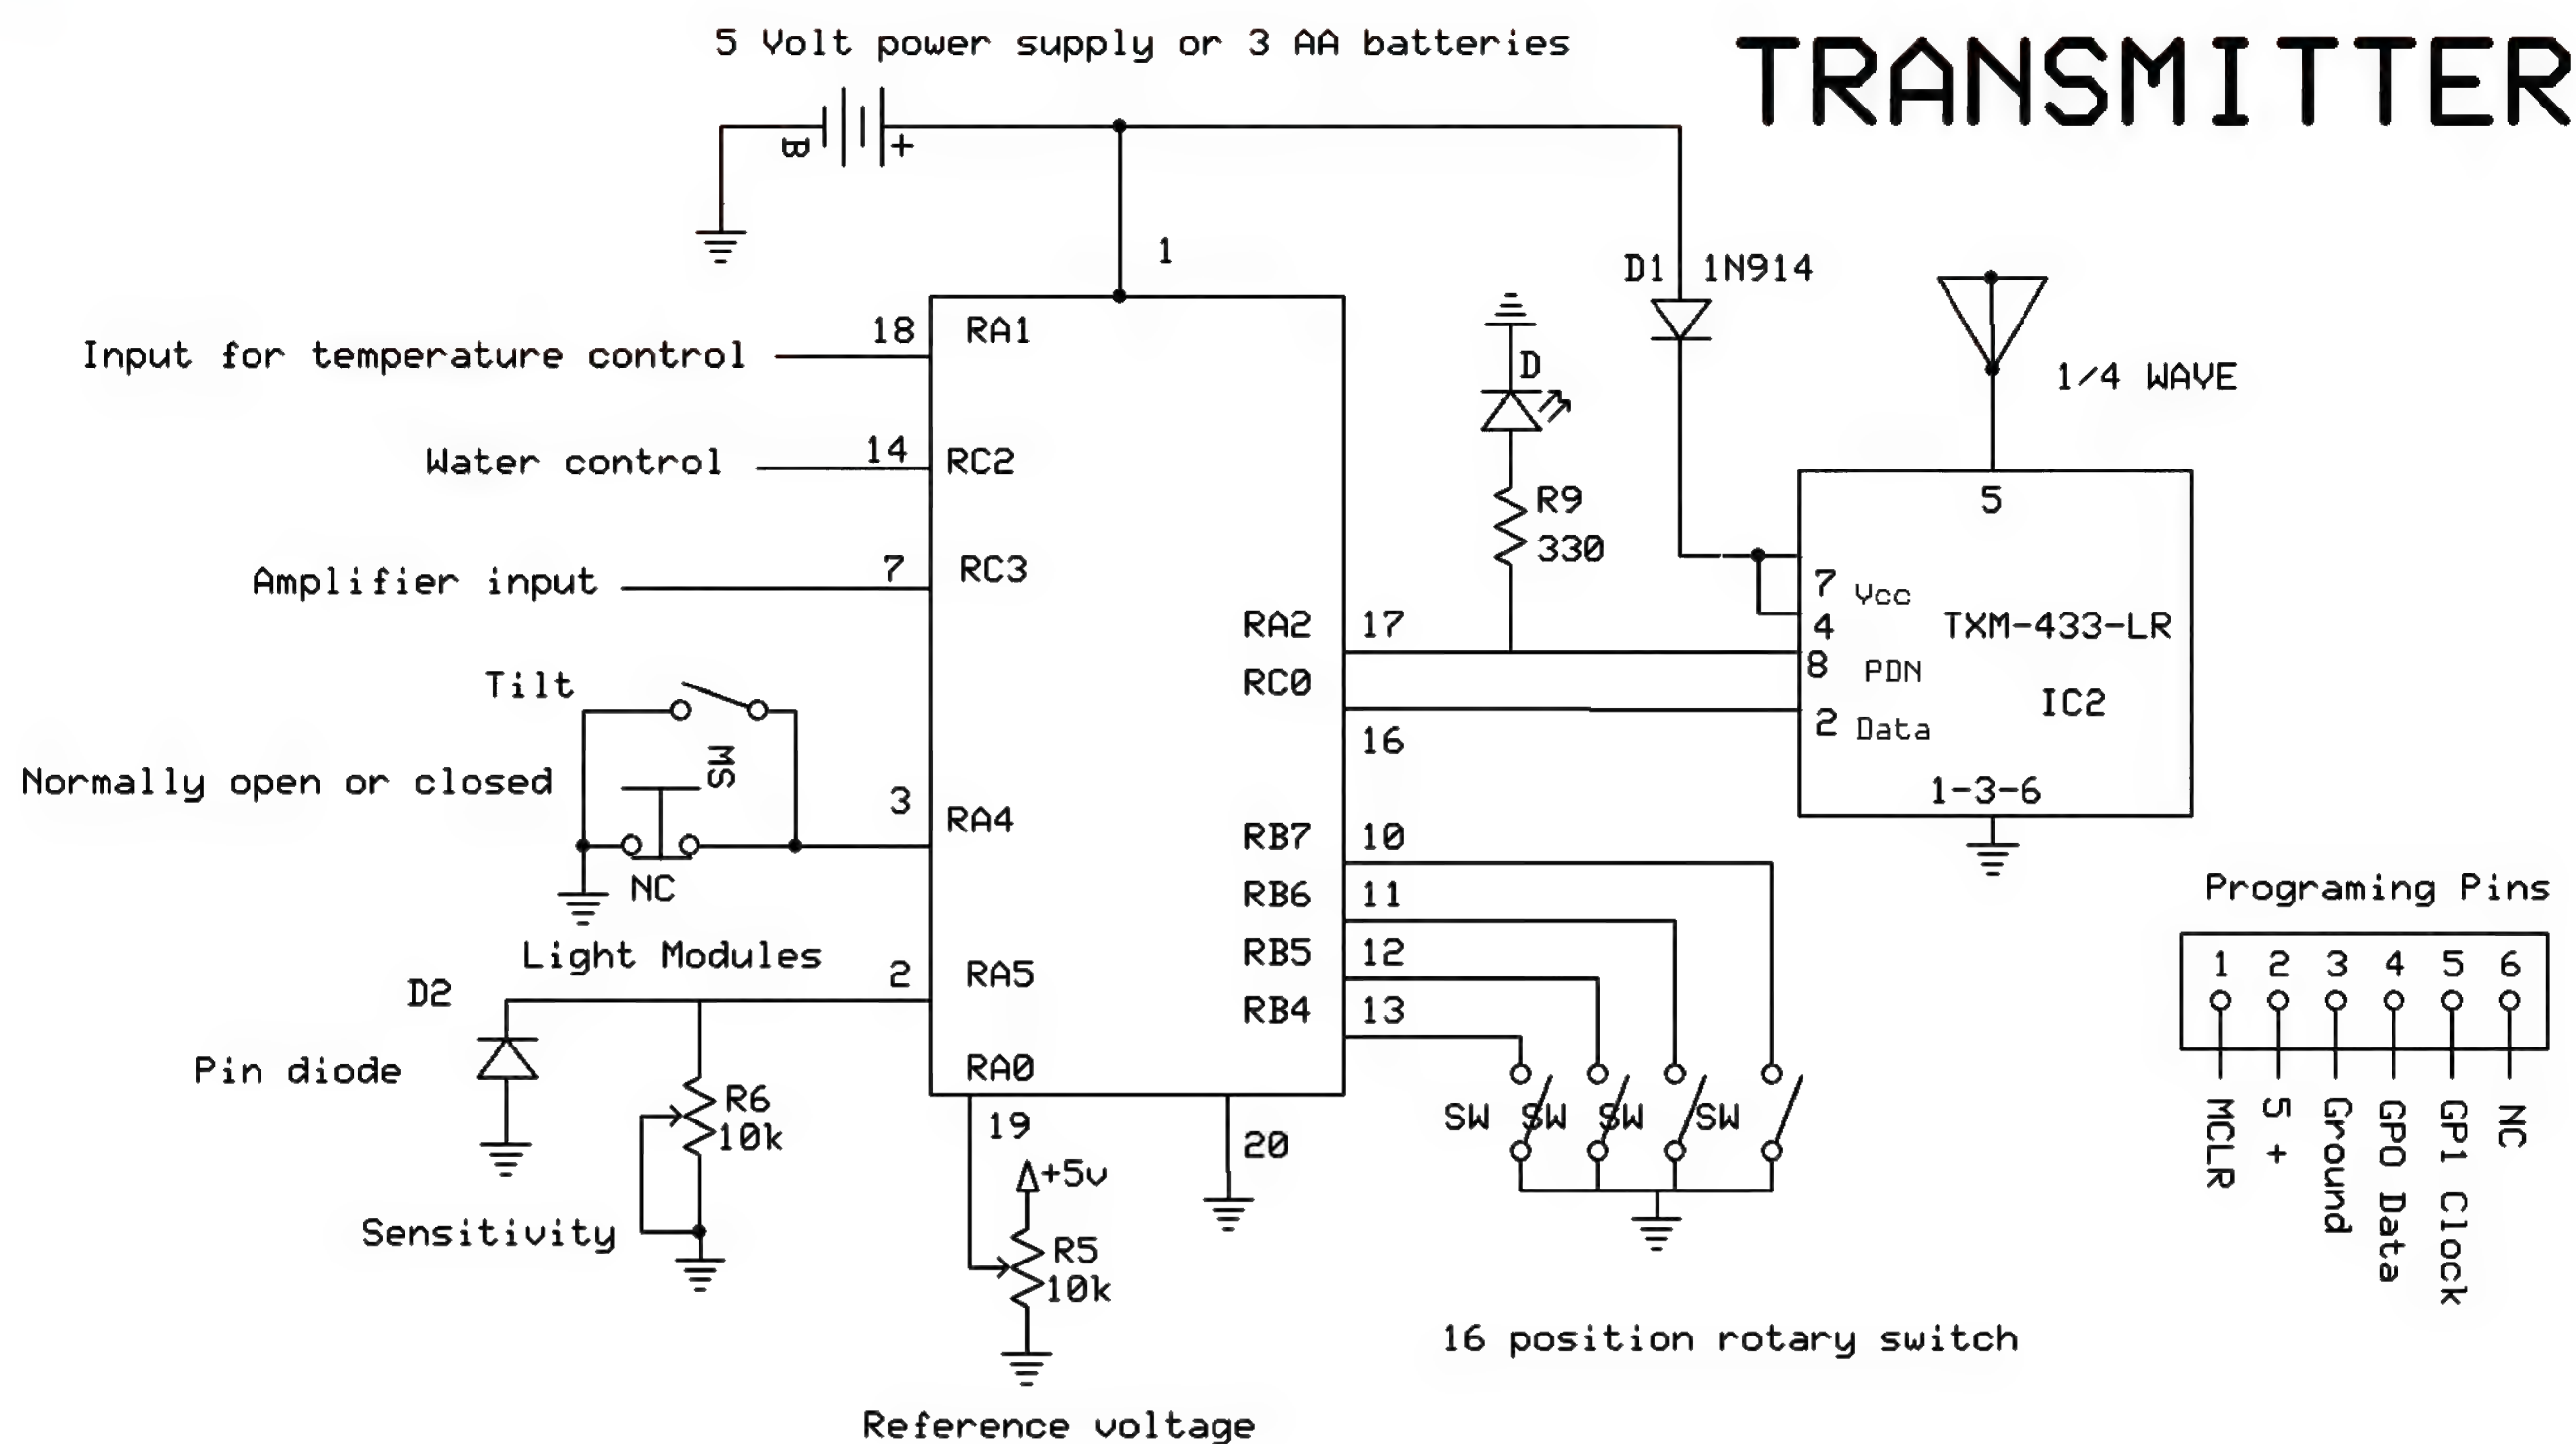 5 Volt power supply or 3 AA batteries
TRANSMITTER
B
+
1
D1 1N914
18 RA1
Input for temperature control
D
1/4 WAVE
Water control
14 RC2
R9
330
5
Amplifier input
7 RC3
7 Vcc
4
TXM-433-LR
RA2 17
8 PDN
RC0
16
IC2
2 Data
1-3-6
Tilt
MS
Normally open or closed
3 RA4
NC
RB7 10
RB6 11
RB5 12
RB4 13
Programing Pins
1 2 3 4 5 6
MCLR
5 +
Ground
GPO Data
GP1 Clock
NC
Light Modules
2 RA5
D2
Pin diode
RA0
R6
10k
19
20
SW SW SW SW
+5v
Sensitivity
R5
10k
16 position rotary switch
Reference voltage